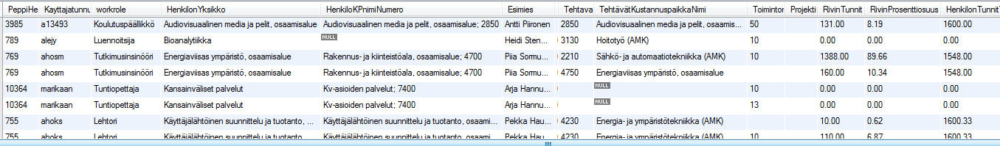 PeppiHe Kayttajatunnu workrole HenkilonYksikko HenkiloKPnimiNumero Esimies Tehtava TehtävätKustannuspaikkaNimi Toimintor Projekti RivinTunnit RivinProsenttiosuus HenkilonTunnitT
3985 a13493 Koulutuspäällikkö Audiovisuaalinen media ja pelit, osaamisalue Audiovisuaalinen media ja pelit, osaamisalue; 2850 Antti Piironen 2850 Audiovisuaalinen media ja pelit, osaamis... 50 131.00 8.19 1600.00
789 alejy Luennoitsija Bioanalytiikka NULL Heidi Sten... 3130 Hoitotyö (AMK) 10 0.00 0.00 0.00
769 ahosm Tutkimusinsinööri Energiaviisas ympäristö, osaamisalue Rakennus- ja kiinteistöala, osaamisalue; 4700 Piia Sormu... 2210 Sähkö- ja automaatiotekniikka (AMK) 10 1388.00 89.66 1548.00
769 ahosm Tutkimusinsinööri Energiaviisas ympäristö, osaamisalue Rakennus- ja kiinteistöala, osaamisalue; 4700 Piia Sormu... 4750 Energiaviisas ympäristö, osaamisalue 160.00 10.34 1548.00
10364 marikaan Tuntiopettaja Kansainväliset palvelut Kv-asioiden palvelut; 7400 Arja Hannu... NULL 10 0.00 0.00 0.00
10364 marikaan Tuntiopettaja Kansainväliset palvelut Kv-asioiden palvelut; 7400 Arja Hannu... NULL 13 0.00 0.00 0.00
755 ahoks Lehtori Käyttäjälähtöinen suunnittelu ja tuotanto, ... Käyttäjälähtöinen suunnittelu ja tuotanto, osaami... Pekka Hau... 4230 Energia- ja ympäristötekniikka (AMK) 10.00 0.62 1600.33
755 ahoks Lehtori Käyttäjälähtöinen suunnittelu ja tuotanto, ... Käyttäjälähtöinen suunnittelu ja tuotanto, osaami... Pekka Hau... 4230 Energia- ja ympäristötekniikka (AMK) 10 110.00 6.87 1600.33